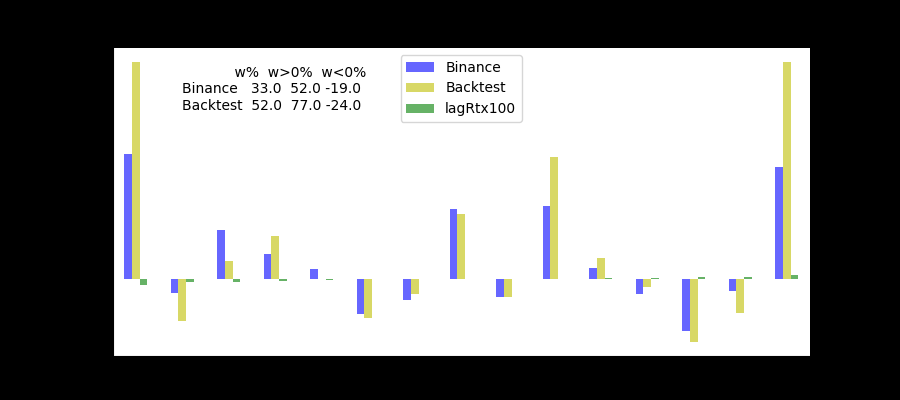 w%  w>0%  w<0%
Binance   33.0  52.0 -19.0
Backtest  52.0  77.0 -24.0
Binance
Backtest
lagRtx100